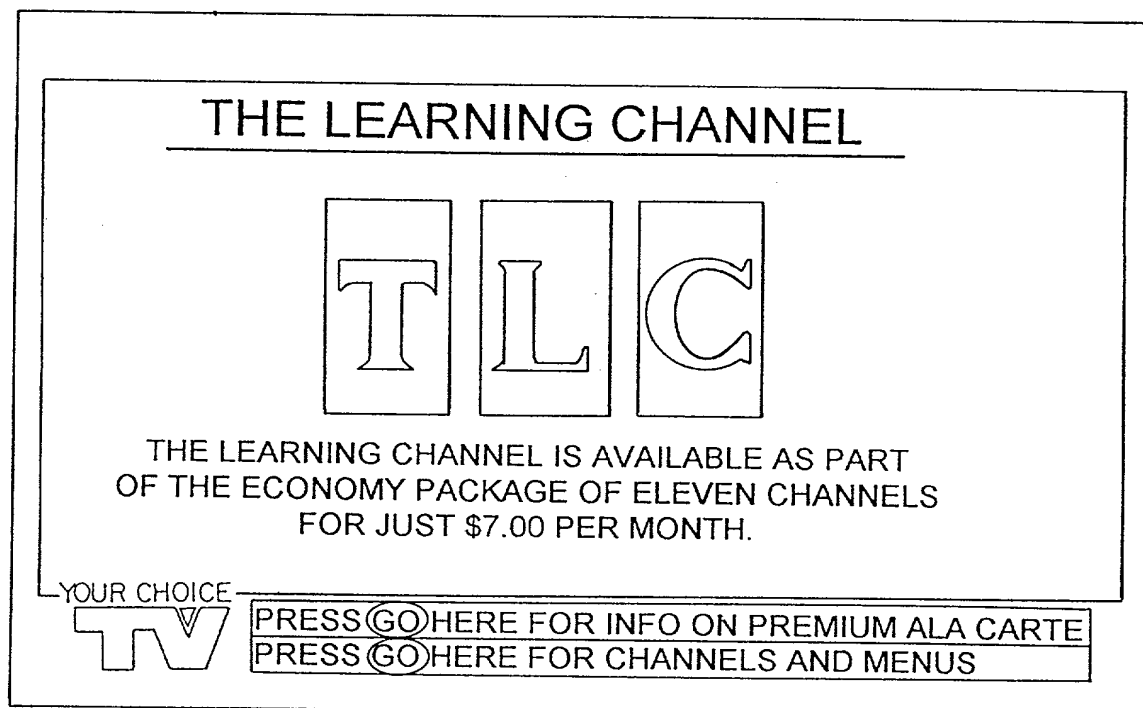 THE LEARNING CHANNEL
TLC
THE LEARNING CHANNEL IS AVAILABLE AS PART
OF THE ECONOMY PACKAGE OF ELEVEN CHANNELS
FOR JUST $7.00 PER MONTH.
YOUR CHOICE
TV
PRESS GO HERE FOR INFO ON PREMIUM ALA CARTE
PRESS GO HERE FOR CHANNELS AND MENUS